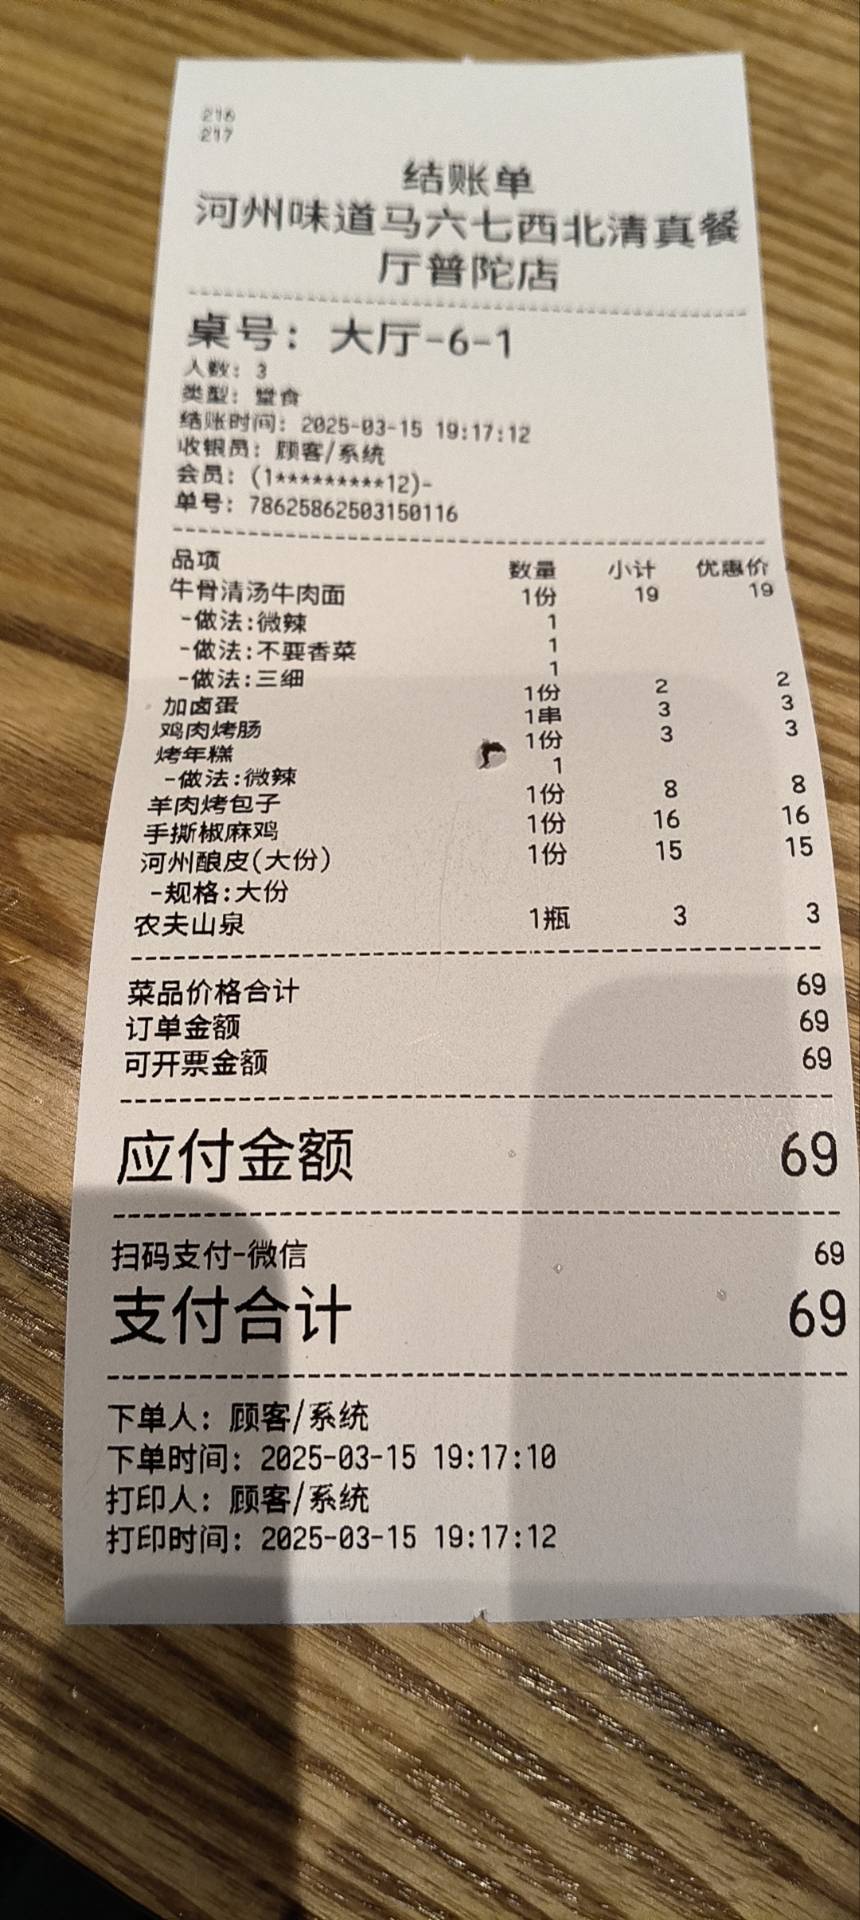 216
217
结账单
河州味道马六七西北清真餐
厅普陀店
桌号：大厅-6-1
人数：3
类型：堂食
结账时间：2025-03-15 19:17:12
收银员：顾客/系统
会员：(1*********12)-
单号：78625862503150116
品项 数量 小计 优惠价
牛骨清汤牛肉面 1份 19 19
-做法:微辣 1
-做法:不要香菜 1
-做法:三细 1
加卤蛋 1份 2 2
鸡肉烤肠 1串 3 3
烤年糕 1份 3 3
-做法:微辣 1
羊肉烤包子 1份 8 8
手撕椒麻鸡 1份 16 16
河州酿皮(大份) 1份 15 15
-规格:大份
农夫山泉 1瓶 3 3
菜品价格合计 69
订单金额 69
可开票金额 69
应付金额 69
扫码支付-微信 69
支付合计 69
下单人：顾客/系统
下单时间：2025-03-15 19:17:10
打印人：顾客/系统
打印时间：2025-03-15 19:17:12